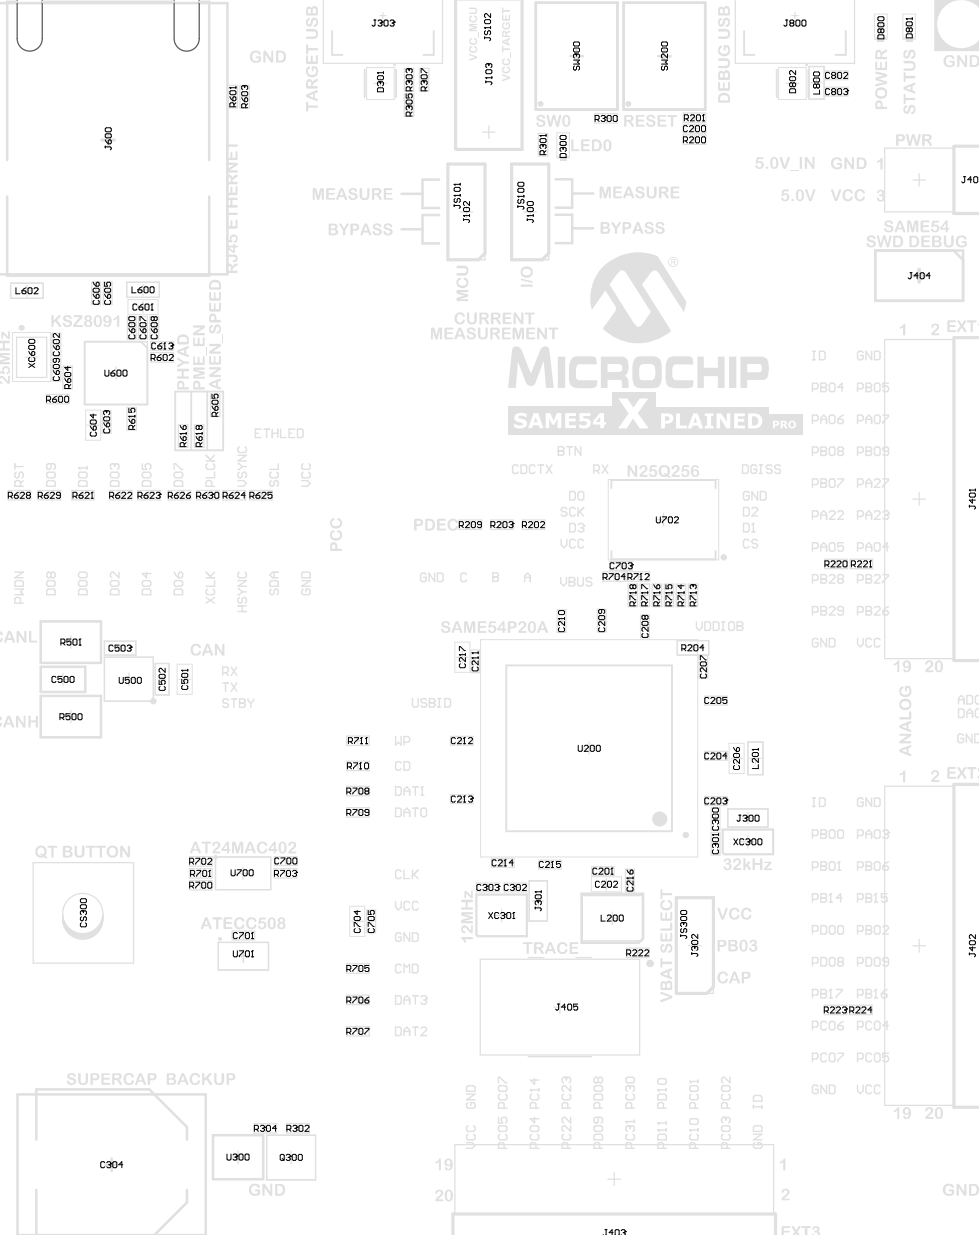 TARGET USB
J303
VCC_MCU
JS102
VCC_TARGET
J103
SW300
SW200
DEBUG USB
J800
D800
D801
POWER
STATUS
GND
GND
D301
R303
R305
R307
D802
L800
C802
C803
R601
R603
J600
RJ45 ETHERNET
SW0
R300
RESET
R201
C200
R200
R301
D300
LED0
PWR
5.0V_IN GND 1
5.0V VCC 3
J40
MEASURE
BYPASS
JS101
J102
JS100
J100
MEASURE
BYPASS
MCU
I/O
SAME54
SWD DEBUG
J404
CURRENT
MEASUREMENT
®
MICROCHIP
SAME54 X PLAINED PRO
L602
C606
C605
L600
C601
KSZ8091
C600
C607
C608
25MHz
XC600
C602
C609
R604
R600
U600
C613
R602
C604
C603
R615
PHYAD
PME_EN
ANEN_SPEED
R616
R618
R605
ETHLED
RST
DO9
DO1
DO3
DO5
DO7
PLCK
VSYNC
SCL
VCC
R628
R629
R621
R622
R623
R626
R630
R624
R625
PCC
PWDN
DO8
DO0
DO2
DO4
DO6
XCLK
HSYNC
SDA
GND
BTN
CDCTX
RX
N25Q256
DGISS
DO
SCK
D3
VCC
U702
GND
D2
D1
CS
PDEC
R209
R203
R202
GND C B A
VBUS
C703
R704
R712
R718
R717
R716
R715
R714
R713
C210
C209
C208
SAME54P20A
VDDIOB
R204
C217
C211
C207
USBID
C205
C212
C204
C206
L201
C213
C203
U200
C300
C301
J300
XC300
32kHz
C214
C215
CANL
R501
C503
CAN
C500
U500
C502
C501
RX
TX
STBY
CANH
R500
R711 WP
R710 CD
R708 DAT1
R709 DAT0
CLK
VCC
C704
C705
GND
R705 CMD
R706 DAT3
R707 DAT2
QT BUTTON
CS300
AT24MAC402
R702
R701
R700
U700
C700
R703
ATECC508
C701
U701
C303
C302
12MHz
XC301
J301
C201
C202
C216
L200
TRACE
R222
J405
VBAT SELECT
JS300
J302
VCC
PB03
CAP
SUPERCAP BACKUP
C304
R304
R302
U300
Q300
GND
EXT
1 2
ID GND
PB04 PB05
PA06 PA07
PB08 PB09
PB07 PA27
PA22 PA23
PA05 PA04
R220 R221
PB28 PB27
PB29 PB26
GND VCC
J401
19 20
ANALOG
ADC
DAC
GND
EXT
1 2
ID GND
PB00 PA03
PB01 PB06
PB14 PB15
PD00 PB02
PD08 PD09
PB17 PB16
R223 R224
PC06 PC04
PC07 PC05
GND VCC
J402
19 20
VCC GND
PC05 PC07
PC04 PC14
PC22 PC23
PD09 PD08
PC31 PC30
PD11 PD10
PC10 PC01
PC03 PC02
GND ID
19
20
1
2
J403
EXT3
GND